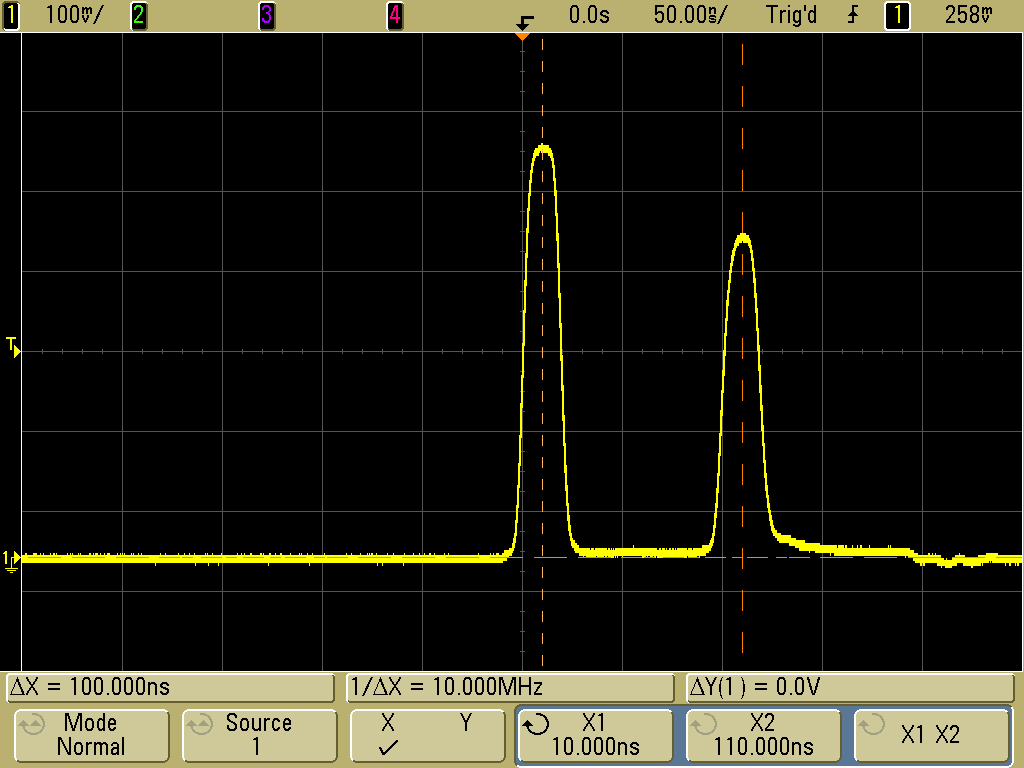 1 100mV/ 2 3 4 0.0s 50.00ns/ Trig'd 1 258mV
T
1
ΔX = 100.000ns 1/ΔX = 10.000MHz ΔY(1) = 0.0V
Mode Source X Y X1 X2 X1 X2
Normal 1 ✓ 10.000ns 110.000ns